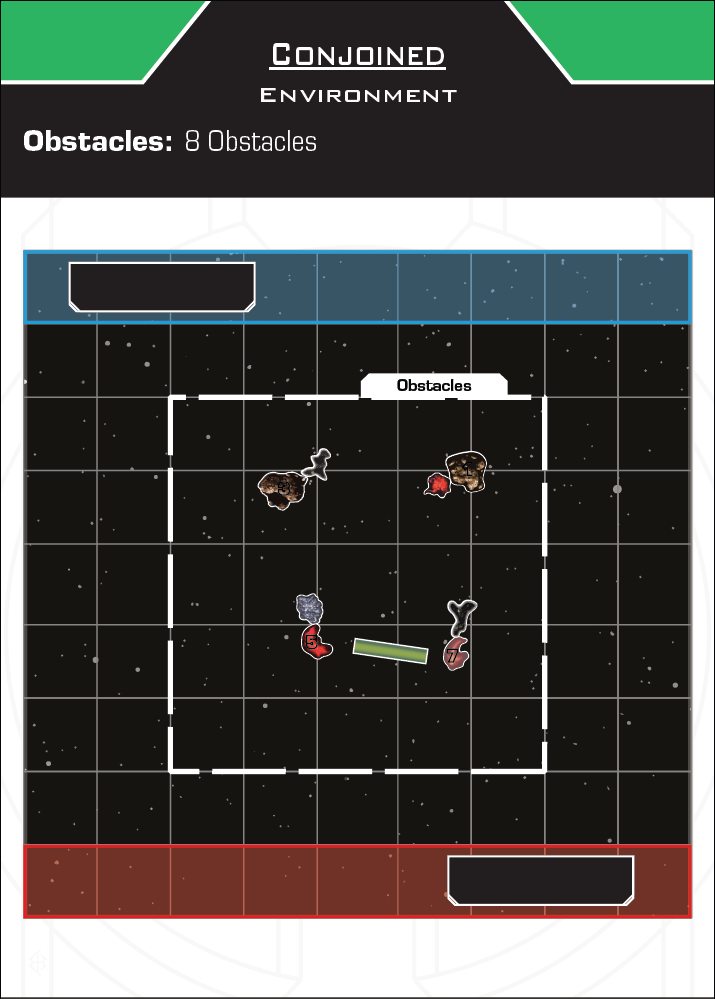 CONJOINED
ENVIRONMENT
Obstacles: 8 Obstacles
Obstacles
5
7